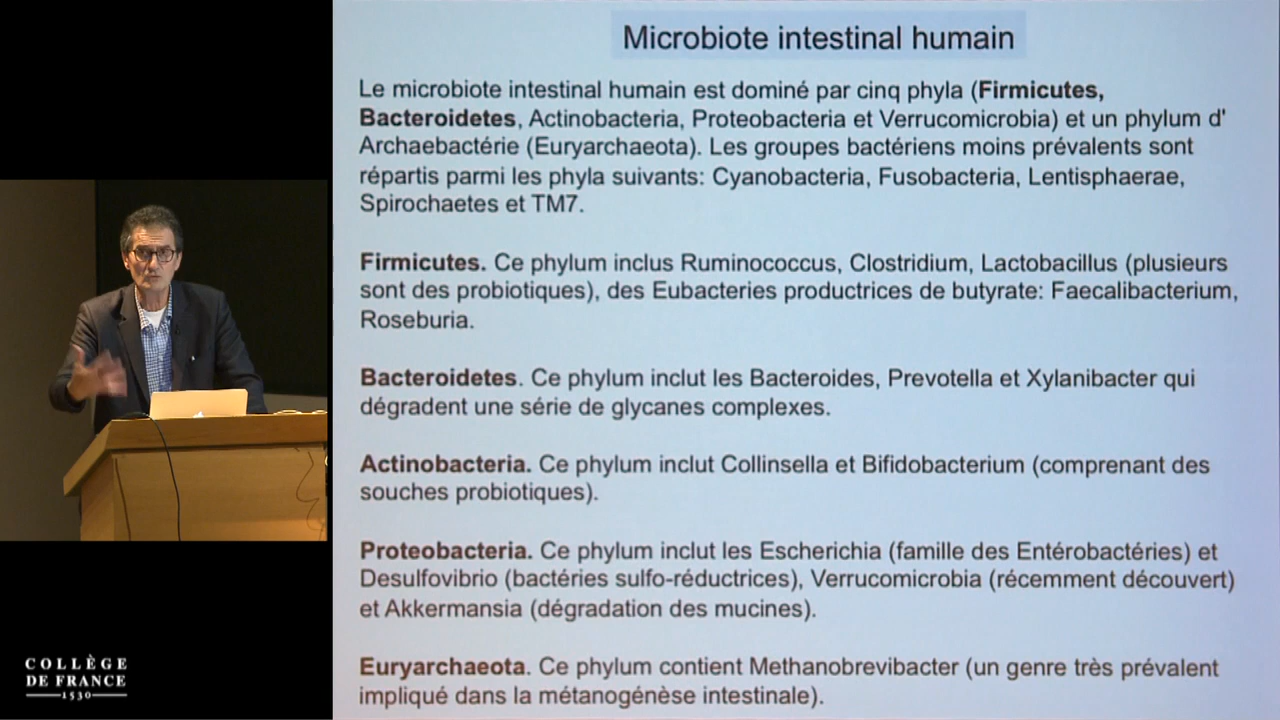 Microbiote intestinal humain
Le microbiote intestinal humain est dominé par cinq phyla (Firmicutes,
Bacteroidetes, Actinobacteria, Proteobacteria et Verrucomicrobia) et un phylum d'
Archaebactérie (Euryarchaeota). Les groupes bactériens moins prévalents sont
répartis parmi les phyla suivants: Cyanobacteria, Fusobacteria, Lentisphaerae,
Spirochaetes et TM7.
Firmicutes. Ce phylum inclus Ruminococcus, Clostridium, Lactobacillus (plusieurs
sont des probiotiques), des Eubacteries productrices de butyrate: Faecalibacterium,
Roseburia.
Bacteroidetes. Ce phylum inclut les Bacteroides, Prevotella et Xylanibacter qui
dégradent une série de glycanes complexes.
Actinobacteria. Ce phylum inclut Collinsella et Bifidobacterium (comprenant des
souches probiotiques).
Proteobacteria. Ce phylum inclut les Escherichia (famille des Entérobactéries) et
Desulfovibrio (bactéries sulfo-réductrices), Verrucomicrobia (récemment découvert)
et Akkermansia (dégradation des mucines).
Euryarchaeota. Ce phylum contient Methanobrevibacter (un genre très prévalent
impliqué dans la métanogénèse intestinale).
COLLÈGE
DE FRANCE
1530